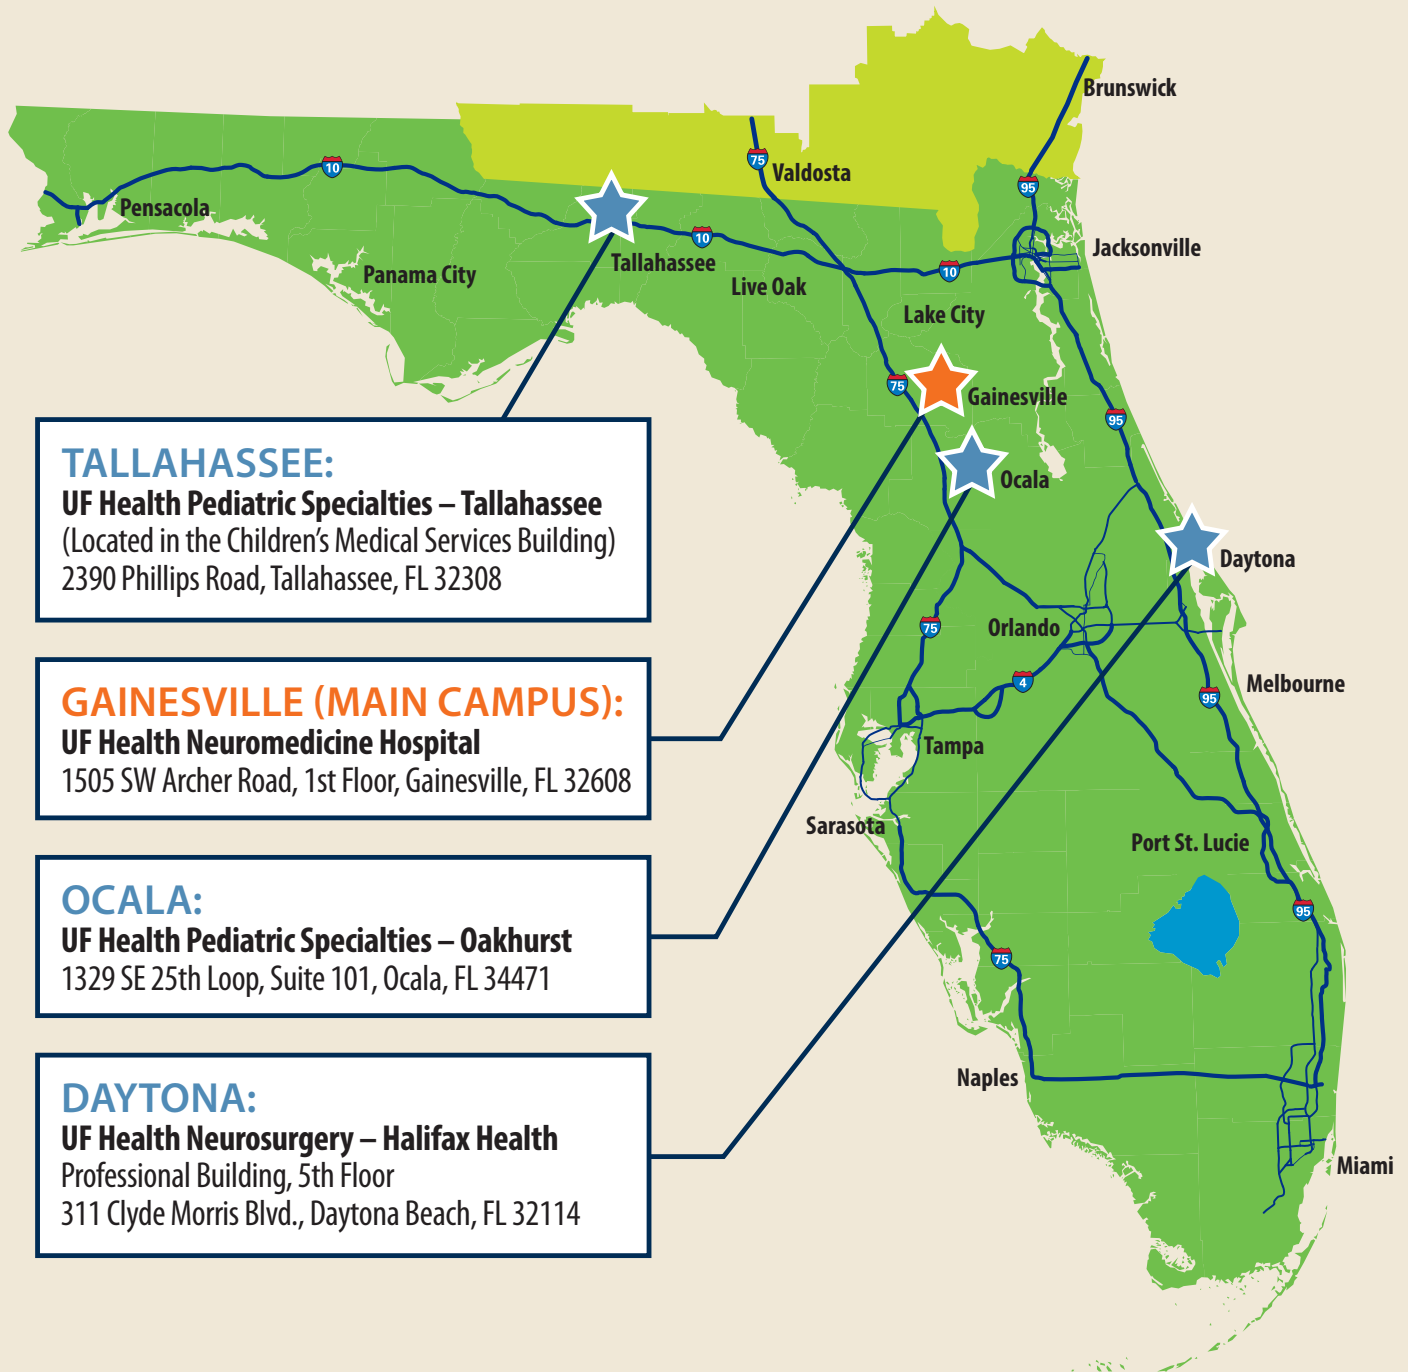 Brunswick
75
Valdosta
95
10
Pensacola
10
Jacksonville
Tallahassee
10
Panama City
Live Oak
Lake City
75
Gainesville
95
TALLAHASSEE:
UF Health Pediatric Specialties – Tallahassee
(Located in the Children’s Medical Services Building)
2390 Phillips Road, Tallahassee, FL 32308
Ocala
Daytona
75
Orlando
4
Melbourne
95
GAINESVILLE (MAIN CAMPUS):
UF Health Neuromedicine Hospital
1505 SW Archer Road, 1st Floor, Gainesville, FL 32608
Tampa
Sarasota
Port St. Lucie
OCALA:
UF Health Pediatric Specialties – Oakhurst
1329 SE 25th Loop, Suite 101, Ocala, FL 34471
95
75
Naples
DAYTONA:
UF Health Neurosurgery – Halifax Health
Professional Building, 5th Floor
311 Clyde Morris Blvd., Daytona Beach, FL 32114
Miami